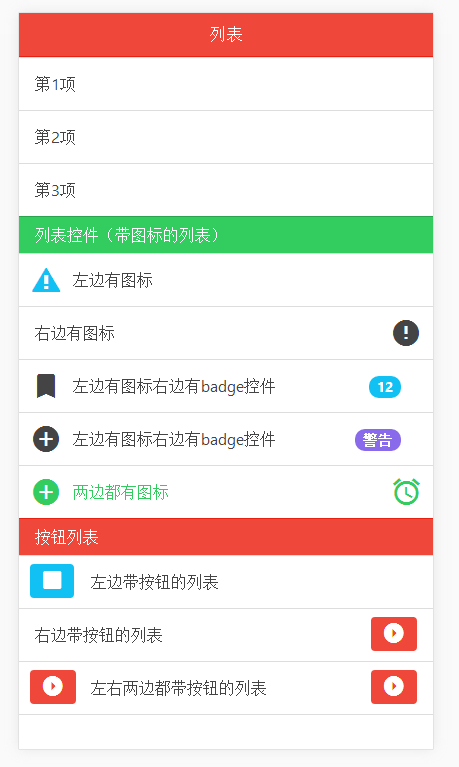 列表
第1项
第2项
第3项
列表控件（带图标的列表）
左边有图标
右边有图标
左边有图标右边有badge控件 12
左边有图标右边有badge控件 警告
两边都有图标
按钮列表
左边带按钮的列表
右边带按钮的列表
左右两边都带按钮的列表